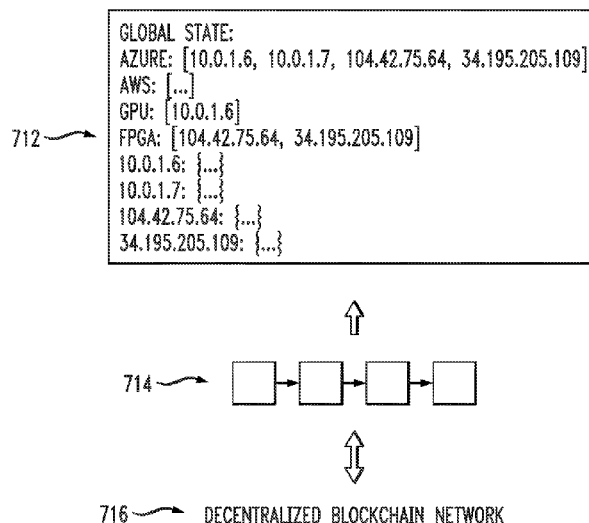 GLOBAL STATE:
AZURE: [10.0.1.6, 10.0.1.7, 104.42.75.64, 34.195.205.109]
AWS: [...]
GPU: [10.0.1.6]
712
FPGA: [104.42.75.64, 34.195.205.109]
10.0.1.6: {...}
10.0.1.7: {...}
104.42.75.64: {...}
34.195.205.109: {...}
714
716 DECENTRALIZED BLOCKCHAIN NETWORK